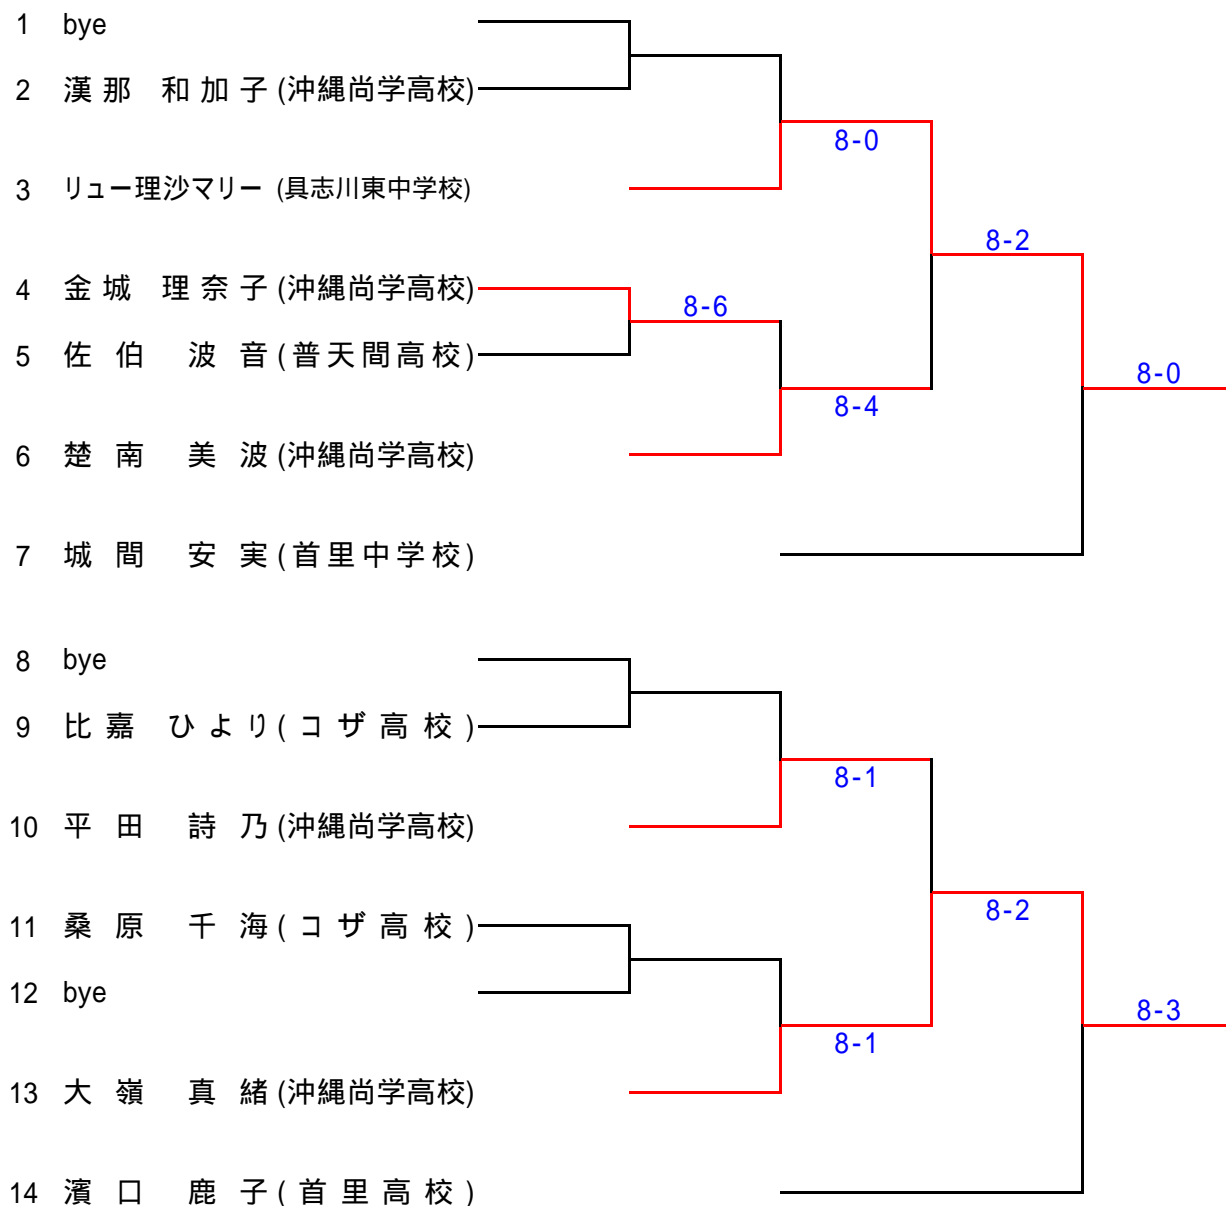 1 bye
2 漢那 和加子(沖縄尚学高校)
8-0
3 リュー理沙マリー (具志川東中学校)
8-2
4 金城 理奈子(沖縄尚学高校)
8-6
5 佐伯 波音(普天間高校)
8-0
8-4
6 楚南 美波(沖縄尚学高校)
7 城間 安実(首里中学校)
8 bye
9 比嘉 ひより(コザ高校)
8-1
10 平田 詩乃(沖縄尚学高校)
8-2
11 桑原 千海(コザ高校)
12 bye
8-3
8-1
13 大嶺 真緒(沖縄尚学高校)
14 濱口 鹿子(首里高校)